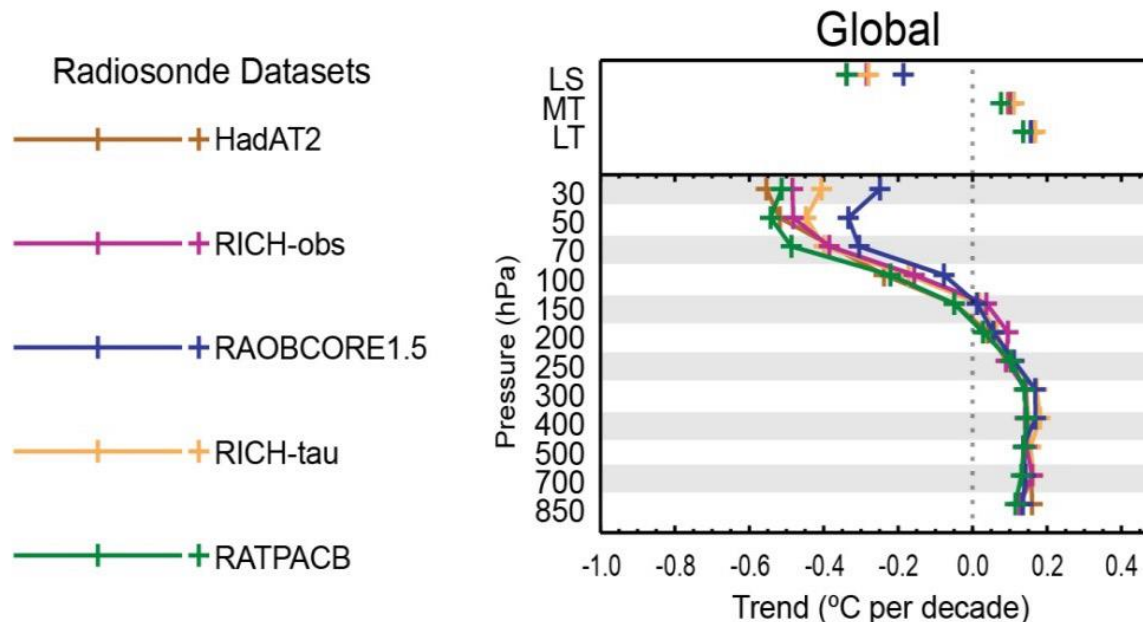 Global
Radiosonde Datasets
HadAT2
RICH-obs
RAOBCORE1.5
RICH-tau
RATPACB
LS
MT
LT
30
50
70
100
150
200
250
300
400
500
700
850
Pressure (hPa)
-1.0 -0.8 -0.6 -0.4 -0.2 0.0 0.2 0.4
Trend (ºC per decade)